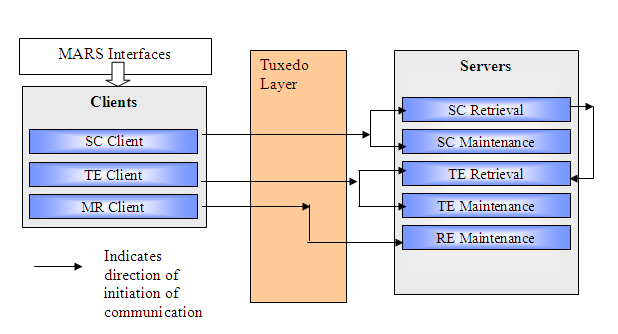 MARS Interfaces
Clients
SC Client
TE Client
MR Client
Tuxedo
Layer
Servers
SC Retrieval
SC Maintenance
TE Retrieval
TE Maintenance
RE Maintenance
Indicates
direction of
initiation of
communication